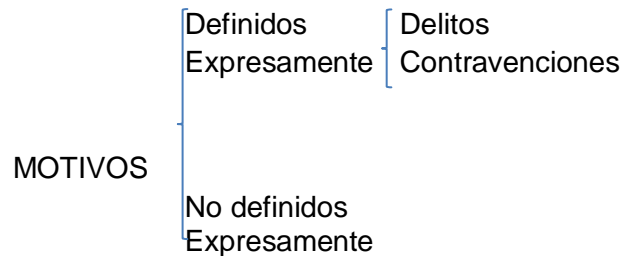 Definidos
Expresamente
Delitos
Contravenciones
MOTIVOS
No definidos
Expresamente